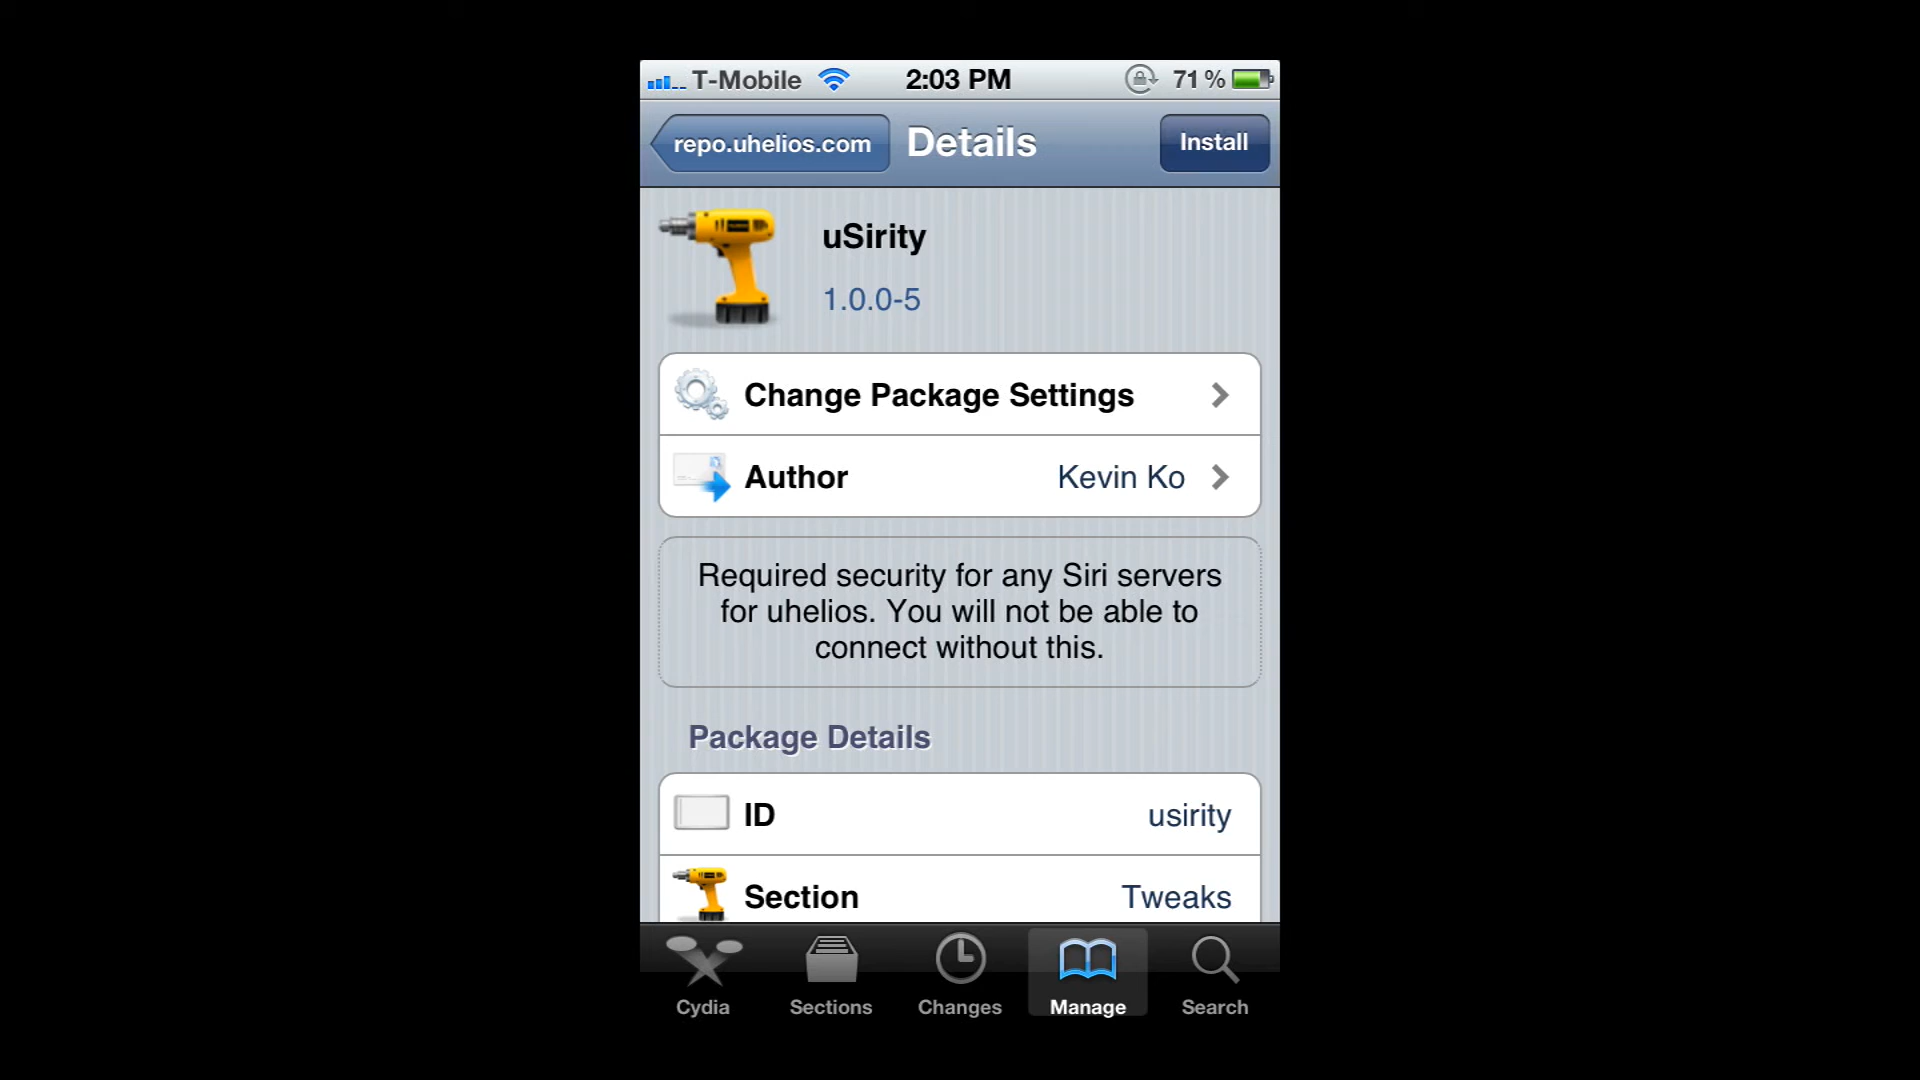 T-Mobile 2:03 PM 71%
repo.uhelios.com Details Install
uSirity
1.0.0-5
Change Package Settings
Author Kevin Ko
Required security for any Siri servers
for uhelios. You will not be able to
connect without this.
Package Details
ID usirity
Section Tweaks
Cydia Sections Changes Manage Search